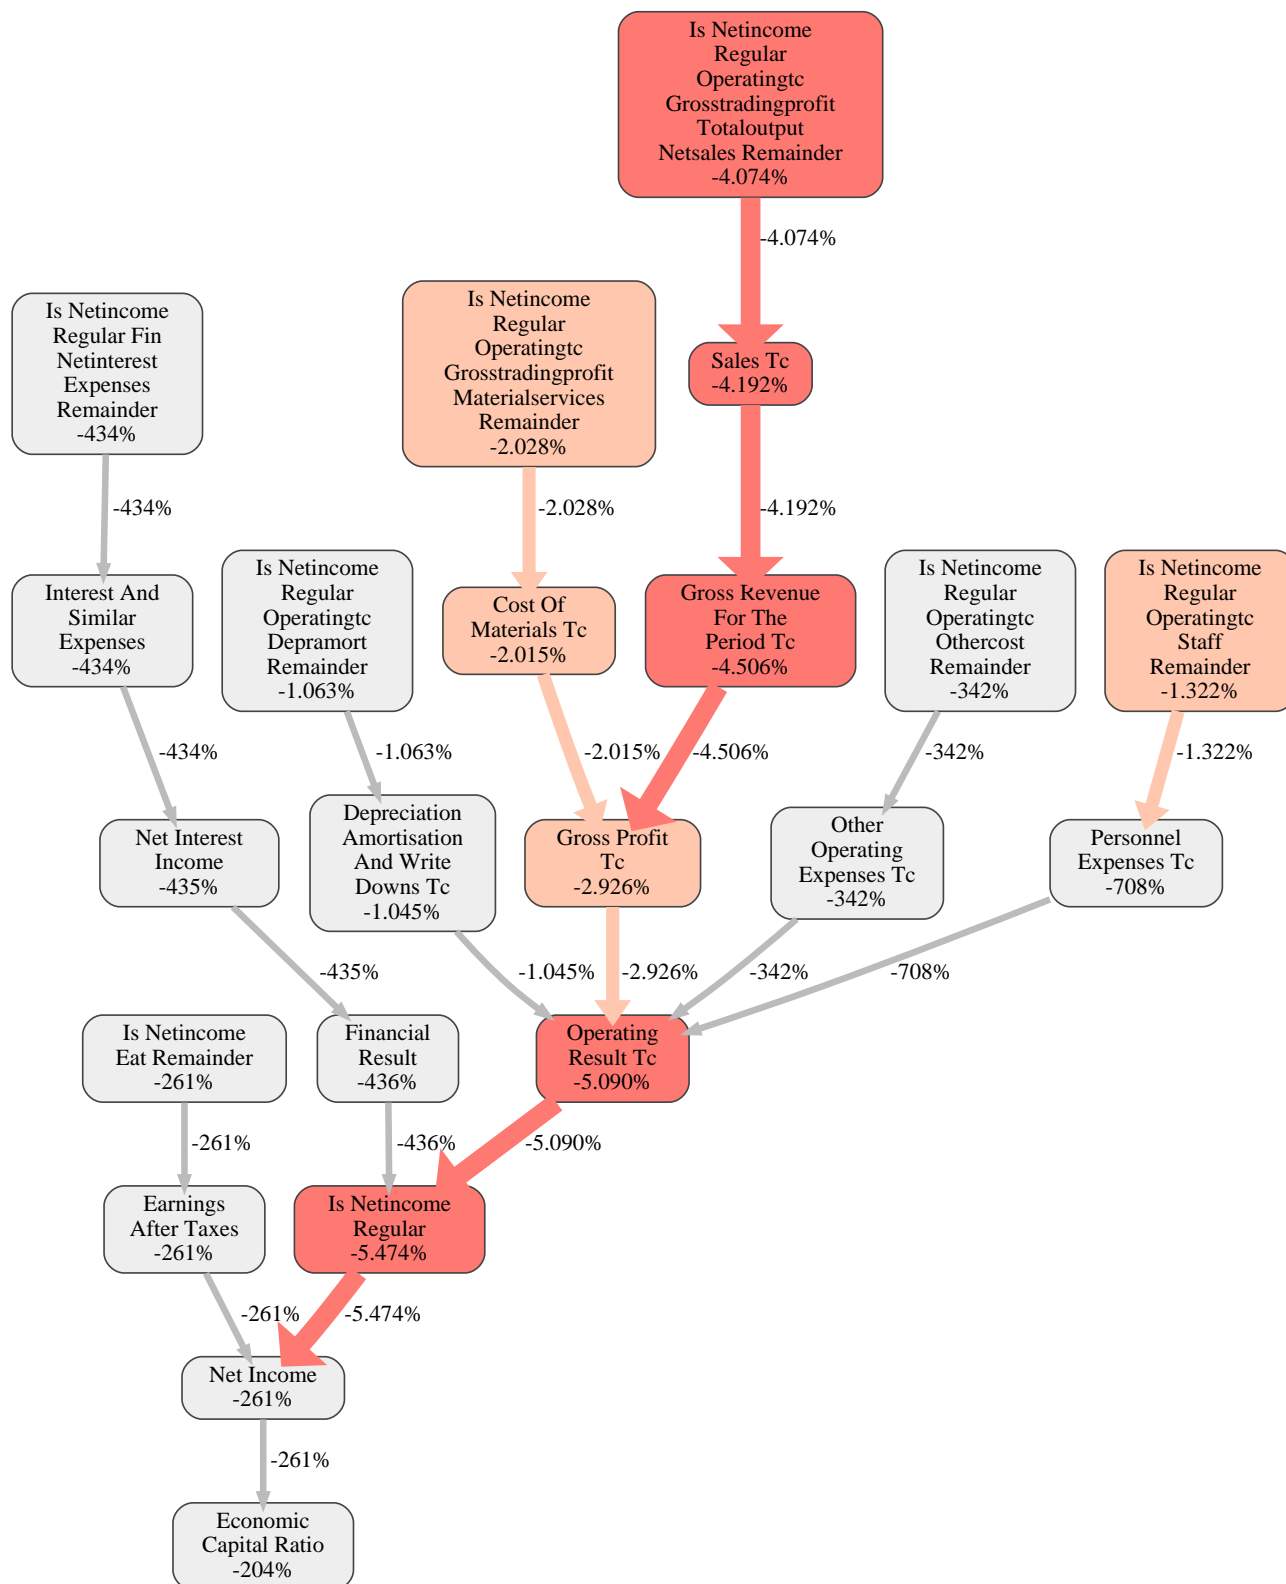 Is Netincome
Regular
Operatingtc
Grosstradingprofit
Totaloutput
Netsales Remainder
-4.074%
-4.074%
Is Netincome
Regular Fin
Netinterest
Expenses
Remainder
-434%
Is Netincome
Regular
Operatingtc
Grosstradingprofit
Materialservices
Remainder
-2.028%
Sales Tc
-4.192%
-434%
-2.028%
-4.192%
Interest And
Similar
Expenses
-434%
Is Netincome
Regular
Operatingtc
Depramort
Remainder
-1.063%
Cost Of
Materials Tc
-2.015%
Gross Revenue
For The
Period Tc
-4.506%
Is Netincome
Regular
Operatingtc
Othercost
Remainder
-342%
Is Netincome
Regular
Operatingtc
Staff
Remainder
-1.322%
-434%
-1.063%
-2.015%
-4.506%
-342%
-1.322%
Net Interest
Income
-435%
Depreciation
Amortisation
And Write
Downs Tc
-1.045%
Gross Profit
Tc
-2.926%
Other
Operating
Expenses Tc
-342%
Personnel
Expenses Tc
-708%
-435%
-1.045%
-2.926%
-342%
-708%
Is Netincome
Eat Remainder
-261%
Financial
Result
-436%
Operating
Result Tc
-5.090%
-261%
-436%
-5.090%
Earnings
After Taxes
-261%
Is Netincome
Regular
-5.474%
-261%
-5.474%
Net Income
-261%
-261%
Economic
Capital Ratio
-204%